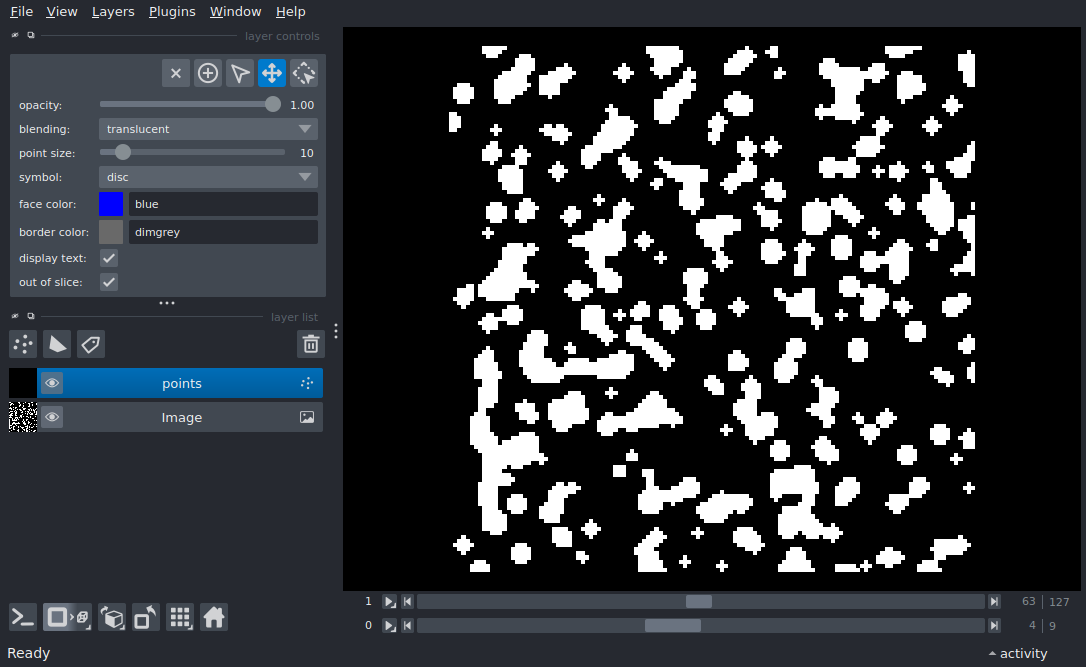 File View Layers Plugins Window Help
layer controls
opacity: 1.00
blending: translucent
point size: 10
symbol: disc
face color: blue
border color: dimgrey
display text:
out of slice:
layer list
points
Image
1 63 | 127
0 4 | 9
Ready activity